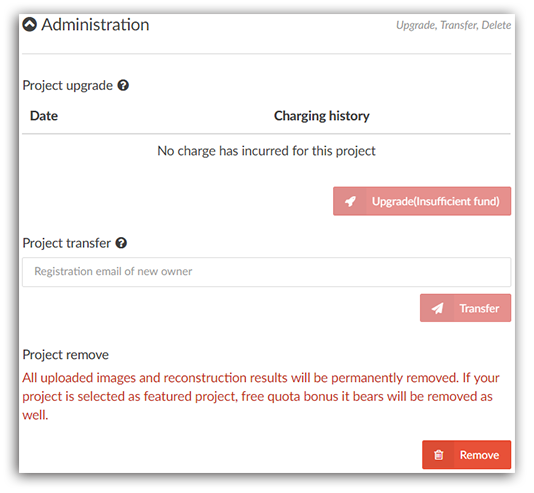 Administration
Upgrade, Transfer, Delete
Project upgrade
Date Charging history
No charge has incurred for this project
Upgrade(Insufficient fund)
Project transfer
Registration email of new owner
Transfer
Project remove
All uploaded images and reconstruction results will be permanently removed. If your
project is selected as featured project, free quota bonus it bears will be removed as
well.
Remove